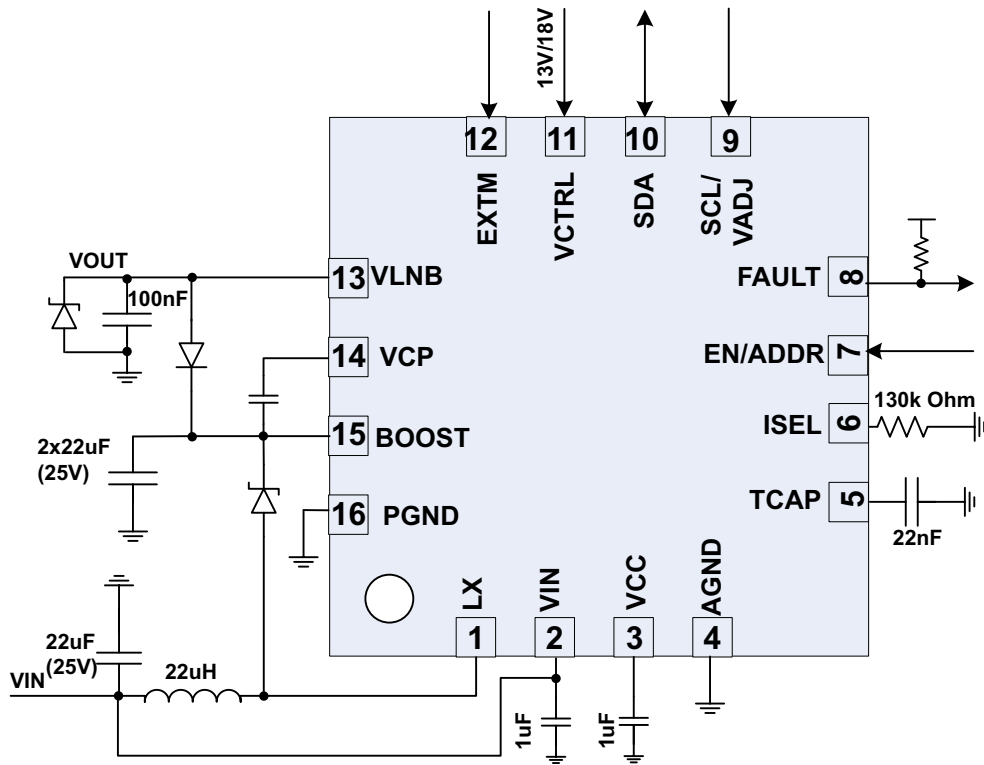 13V/18V
12
11
10
9
EXTM
VCTRL
SDA
SCL/
VADJ
VOUT
100nF
13
VLNB
FAULT
8
14
VCP
EN/ADDR
7
130k Ohm
2x22uF
(25V)
15
BOOST
ISEL
6
16
PGND
TCAP
5
22nF
LX
VIN
VCC
AGND
1
2
3
4
22uF
(25V)
VIN
22uH
1uF
1uF